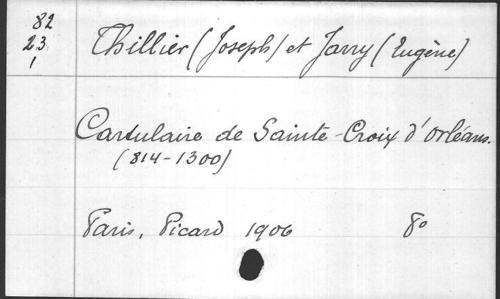 82
23
1
Thillier (Joseph) et Jarry (Eugène)
Cartulaire de Sainte-Croix d'Orléans.
(814-1300)
Paris, Picard 1906 8°